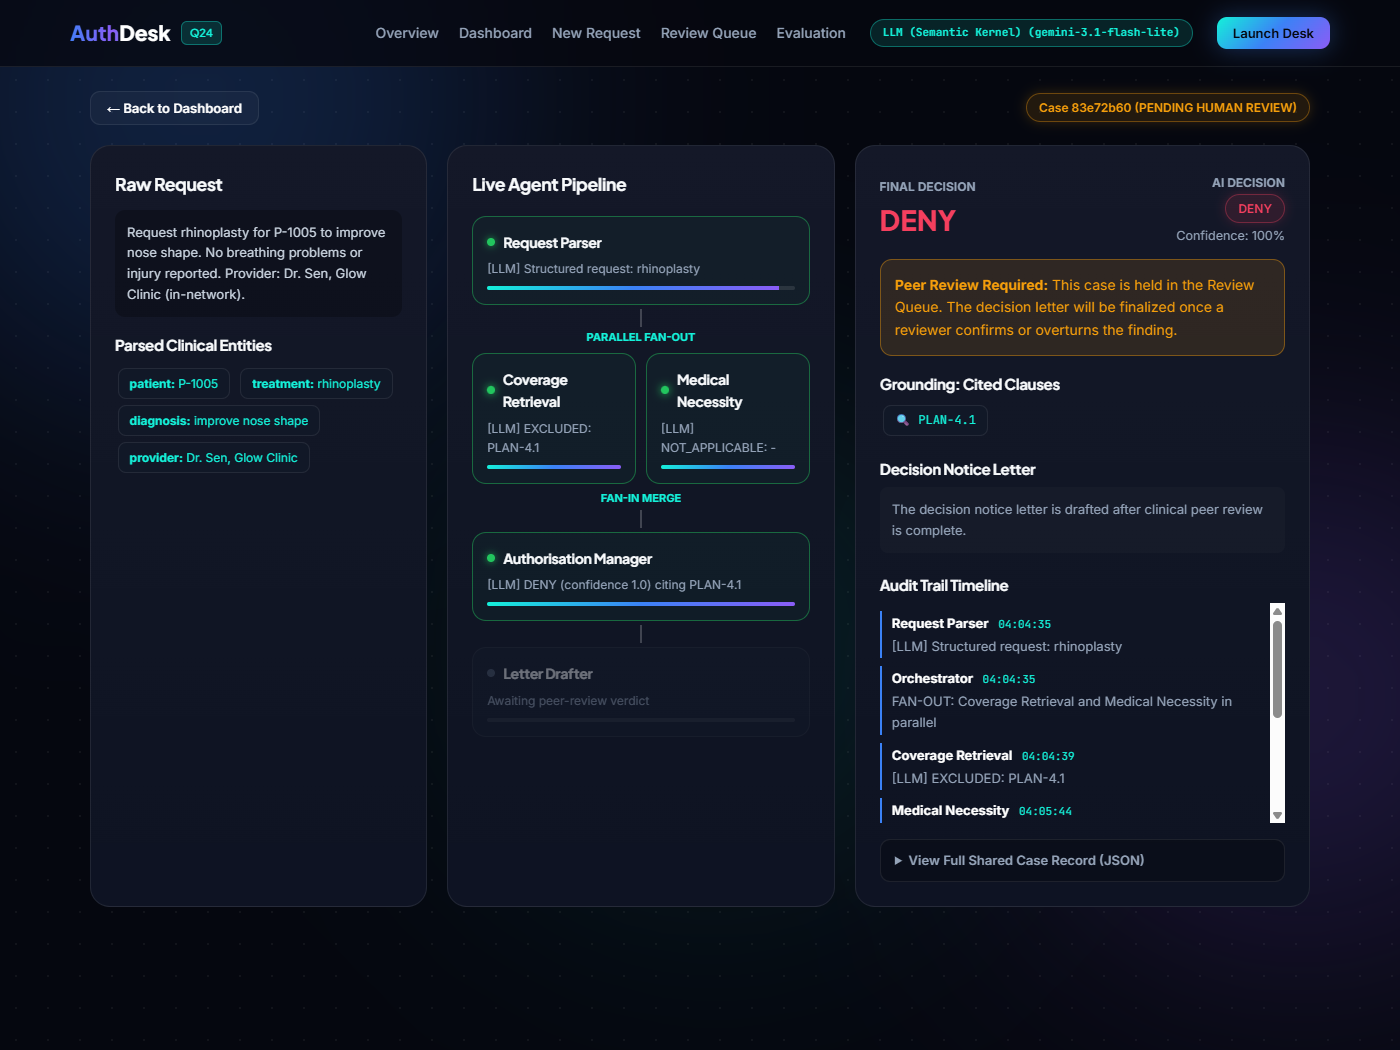 AuthDesk Q24
Overview Dashboard New Request Review Queue Evaluation LLM (Semantic Kernel) (gemini-3.1-flash-lite) Launch Desk
← Back to Dashboard
Case 83e72b60 (PENDING HUMAN REVIEW)
Raw Request
Request rhinoplasty for P-1005 to improve
nose shape. No breathing problems or
injury reported. Provider: Dr. Sen, Glow
Clinic (in-network).
Parsed Clinical Entities
patient: P-1005 treatment: rhinoplasty
diagnosis: improve nose shape
provider: Dr. Sen, Glow Clinic
Live Agent Pipeline
Request Parser
[LLM] Structured request: rhinoplasty
PARALLEL FAN-OUT
Coverage
Retrieval
[LLM] EXCLUDED:
PLAN-4.1
Medical
Necessity
[LLM]
NOT_APPLICABLE: -
FAN-IN MERGE
Authorisation Manager
[LLM] DENY (confidence 1.0) citing PLAN-4.1
Letter Drafter
Awaiting peer-review verdict
FINAL DECISION
DENY
AI DECISION
DENY
Confidence: 100%
Peer Review Required: This case is held in the Review
Queue. The decision letter will be finalized once a
reviewer confirms or overturns the finding.
Grounding: Cited Clauses
PLAN-4.1
Decision Notice Letter
The decision notice letter is drafted after clinical peer review
is complete.
Audit Trail Timeline
Request Parser 04:04:35
[LLM] Structured request: rhinoplasty
Orchestrator 04:04:35
FAN-OUT: Coverage Retrieval and Medical Necessity in
parallel
Coverage Retrieval 04:04:39
[LLM] EXCLUDED: PLAN-4.1
Medical Necessity 04:05:44
▶ View Full Shared Case Record (JSON)